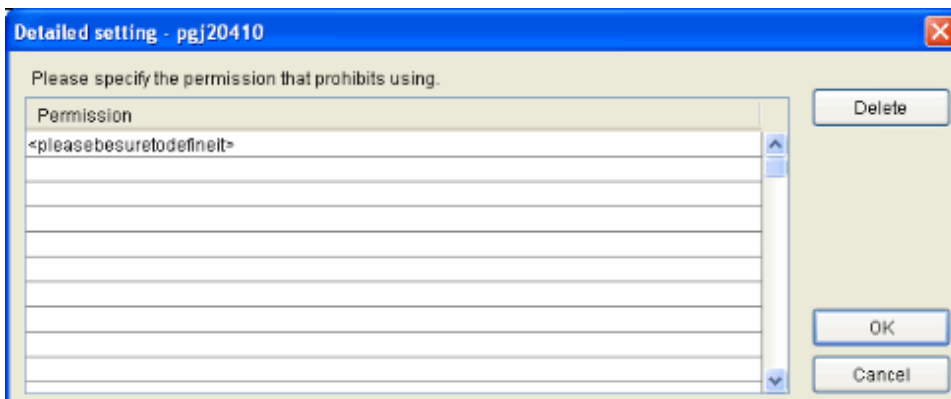 Detailed setting - pgj20410
Please specify the permission that prohibits using.
Permission
Delete
<pleasebesuretodefineit>
OK
Cancel